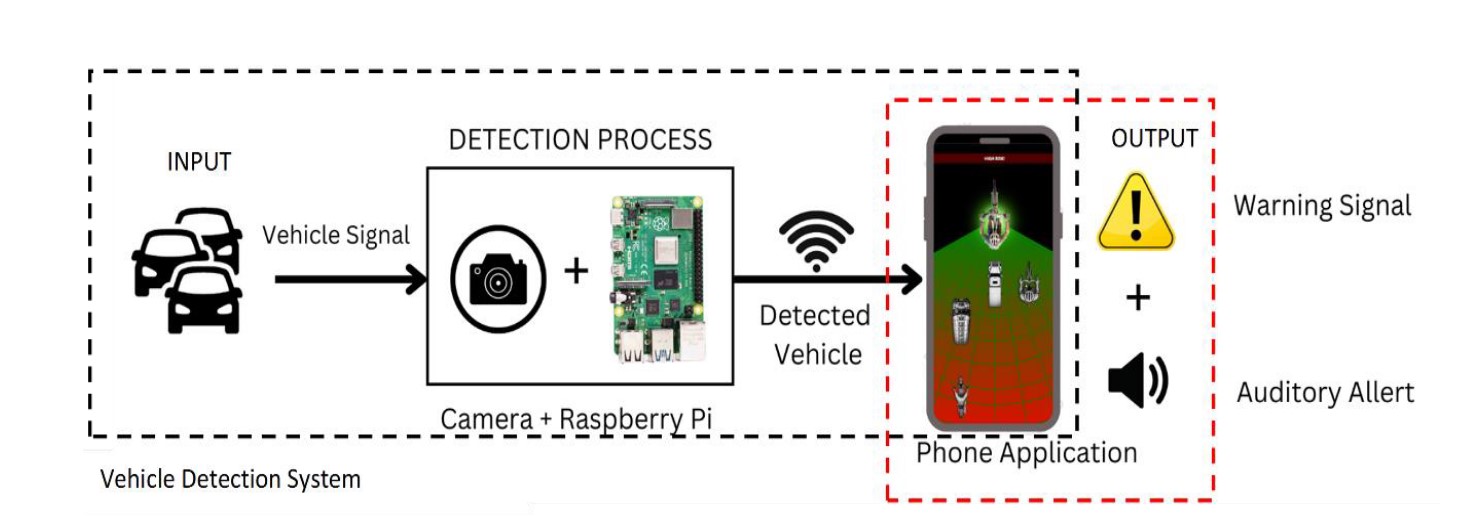 INPUT
Vehicle Signal
DETECTION PROCESS
Camera + Raspberry Pi
Detected
Vehicle
Phone Application
OUTPUT
Warning Signal
+
Auditory Allert
Vehicle Detection System